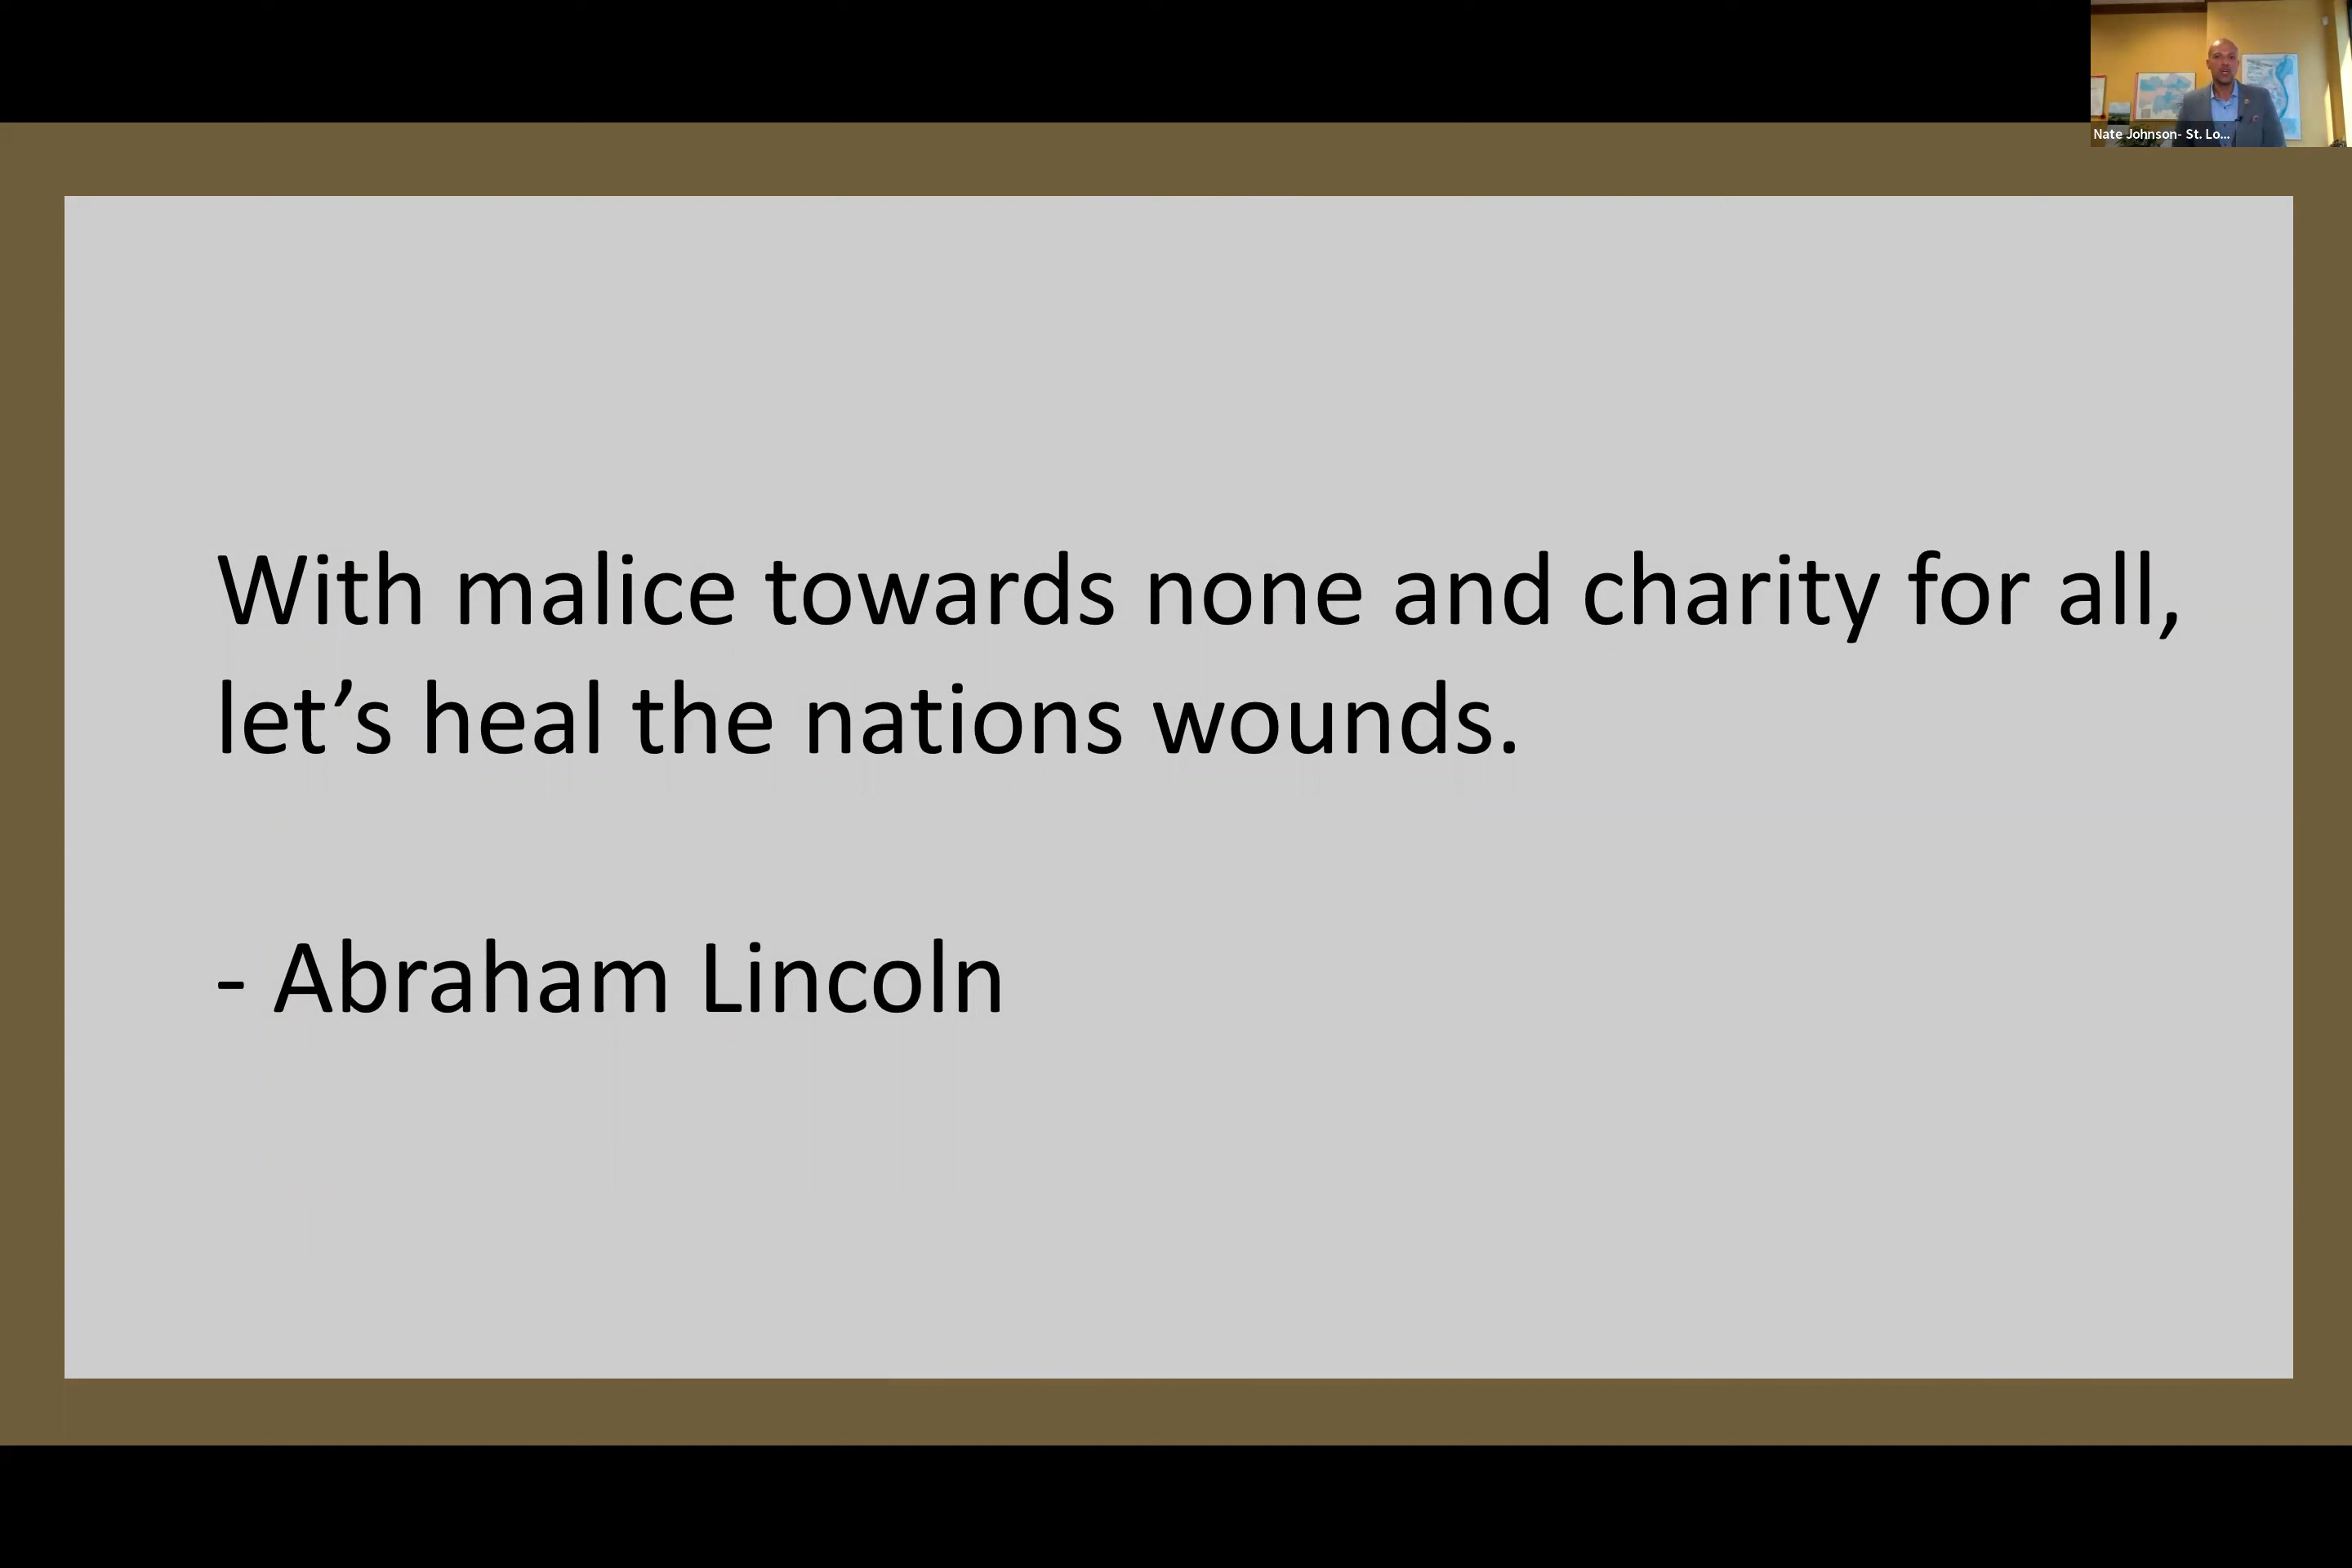 Nate Johnson- St. Lo...
With malice towards none and charity for all,
let’s heal the nations wounds.
- Abraham Lincoln